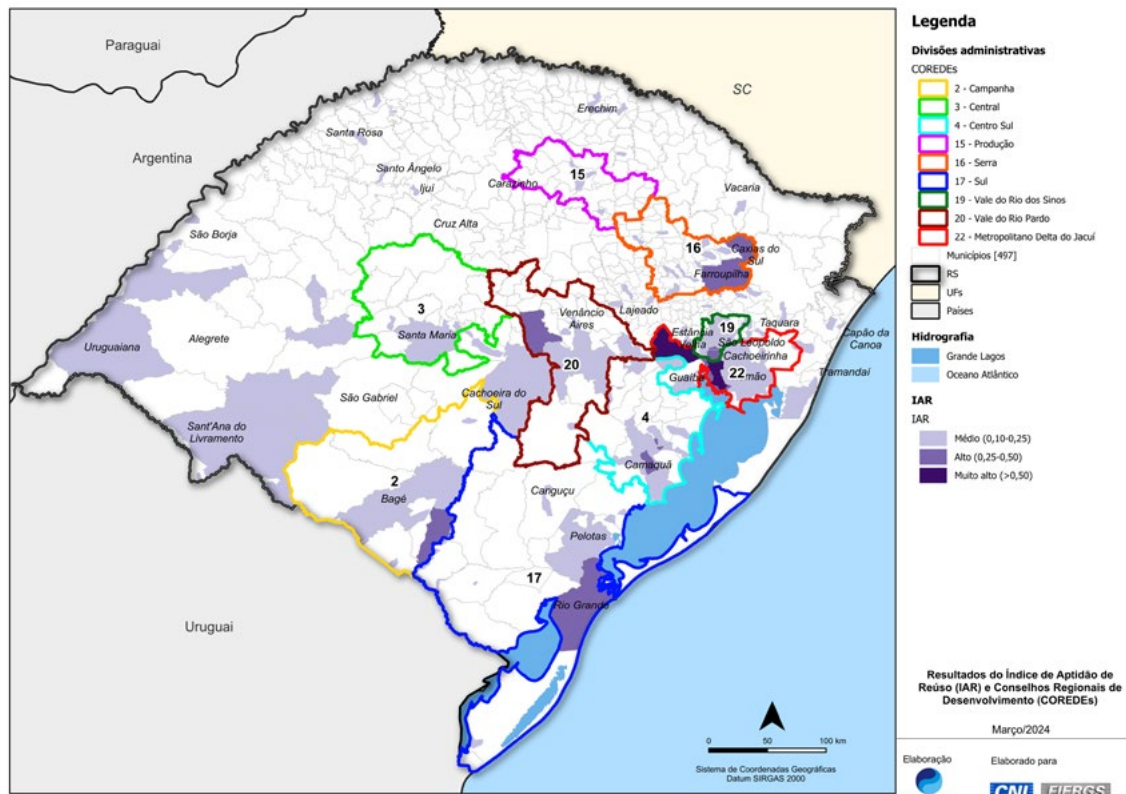 Paraguai
Argentina
Uruguai
SC
Erechim
Santa Rosa
Santo Ângelo
Ijuí
Carazinho
15
Vacaria
Cruz Alta
São Borja
16
Caxias do
Sul
Farroupilha
3
Santa Maria
Venâncio
Aires
Lajeado
Estância
Velha
19
Taquara
São Leopoldo
Cachoeirinha
Capão da
Canoa
Alegrete
Uruguaiana
20
Guaíba
22
mão
Tramandaí
São Gabriel
Cachoeira do
Sul
4
Sant'Ana do
Livramento
Camaquã
2
Bagé
Canguçu
Pelotas
17
Rio Grande
0 50 100 km
Sistema de Coordenadas Geográficas
Datum SIRGAS 2000
Legenda
Divisões administrativas
COREDEs
2 - Campanha
3 - Central
4 - Centro Sul
15 - Produção
16 - Serra
17 - Sul
19 - Vale do Rio dos Sinos
20 - Vale do Rio Pardo
22 - Metropolitano Delta do Jacuí
Municípios [497]
RS
UFs
Países
Hidrografia
Grande Lagos
Oceano Atlântico
IAR
IAR
Médio (0,10-0,25)
Alto (0,25-0,50)
Muito alto (>0,50)
Resultados do Índice de Aptidão de
Reúso (IAR) e Conselhos Regionais de
Desenvolvimento (COREDEs)
Março/2024
Elaboração
Elaborado para
CNI FIERGS